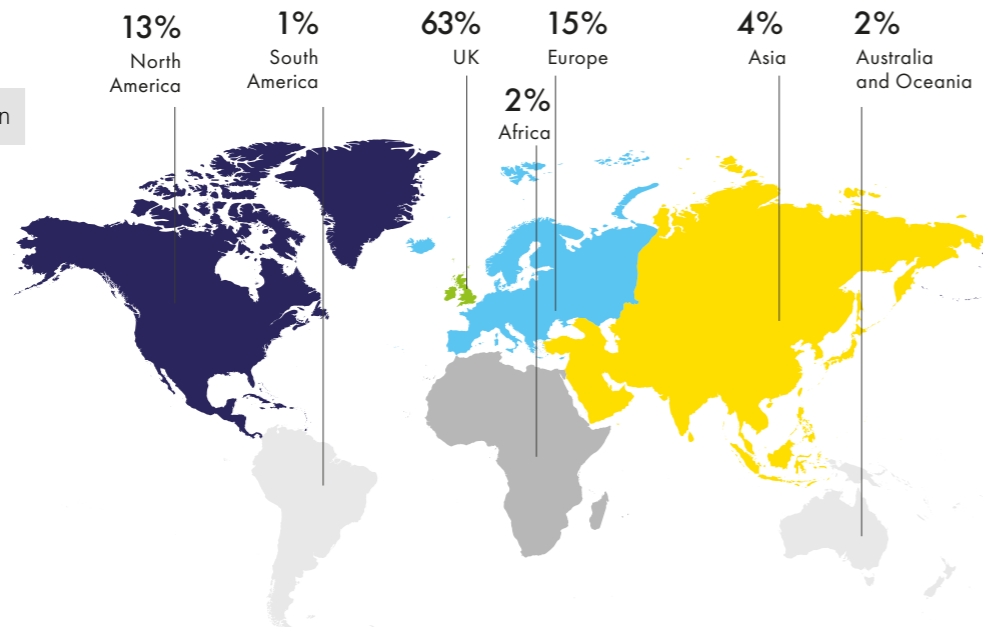 13%
North
America
1%
South
America
63%
UK
15%
Europe
2%
Africa
4%
Asia
2%
Australia
and Oceania
n